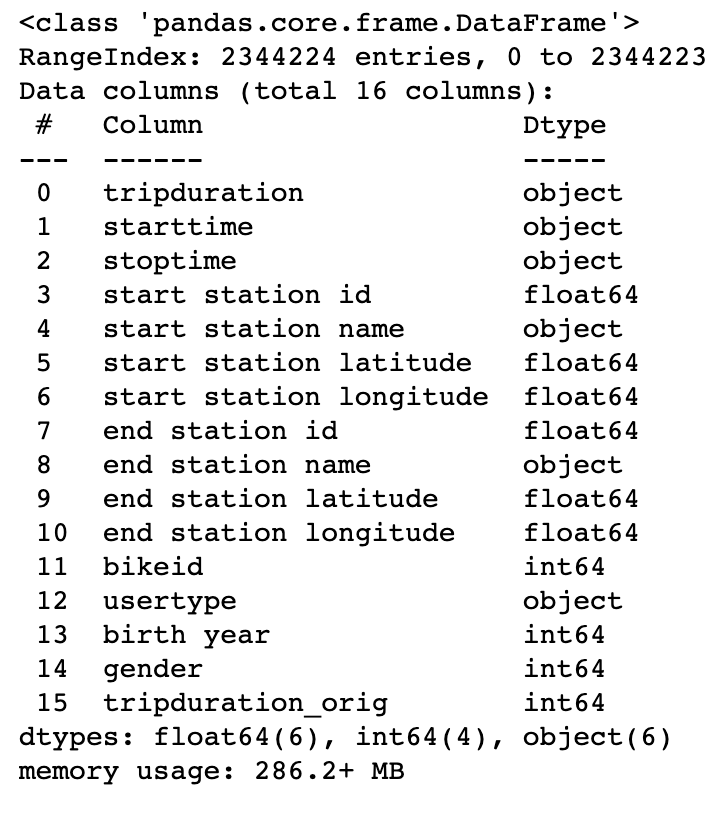 <class 'pandas.core.frame.DataFrame'>
RangeIndex: 2344224 entries, 0 to 2344223
Data columns (total 16 columns):
 #   Column                   Dtype
---  ------                   -----
 0   tripduration             object
 1   starttime                object
 2   stoptime                 object
 3   start station id         float64
 4   start station name       object
 5   start station latitude   float64
 6   start station longitude  float64
 7   end station id           float64
 8   end station name         object
 9   end station latitude     float64
 10  end station longitude    float64
 11  bikeid                   int64
 12  usertype                 object
 13  birth year               int64
 14  gender                   int64
 15  tripduration_orig        int64
dtypes: float64(6), int64(4), object(6)
memory usage: 286.2+ MB